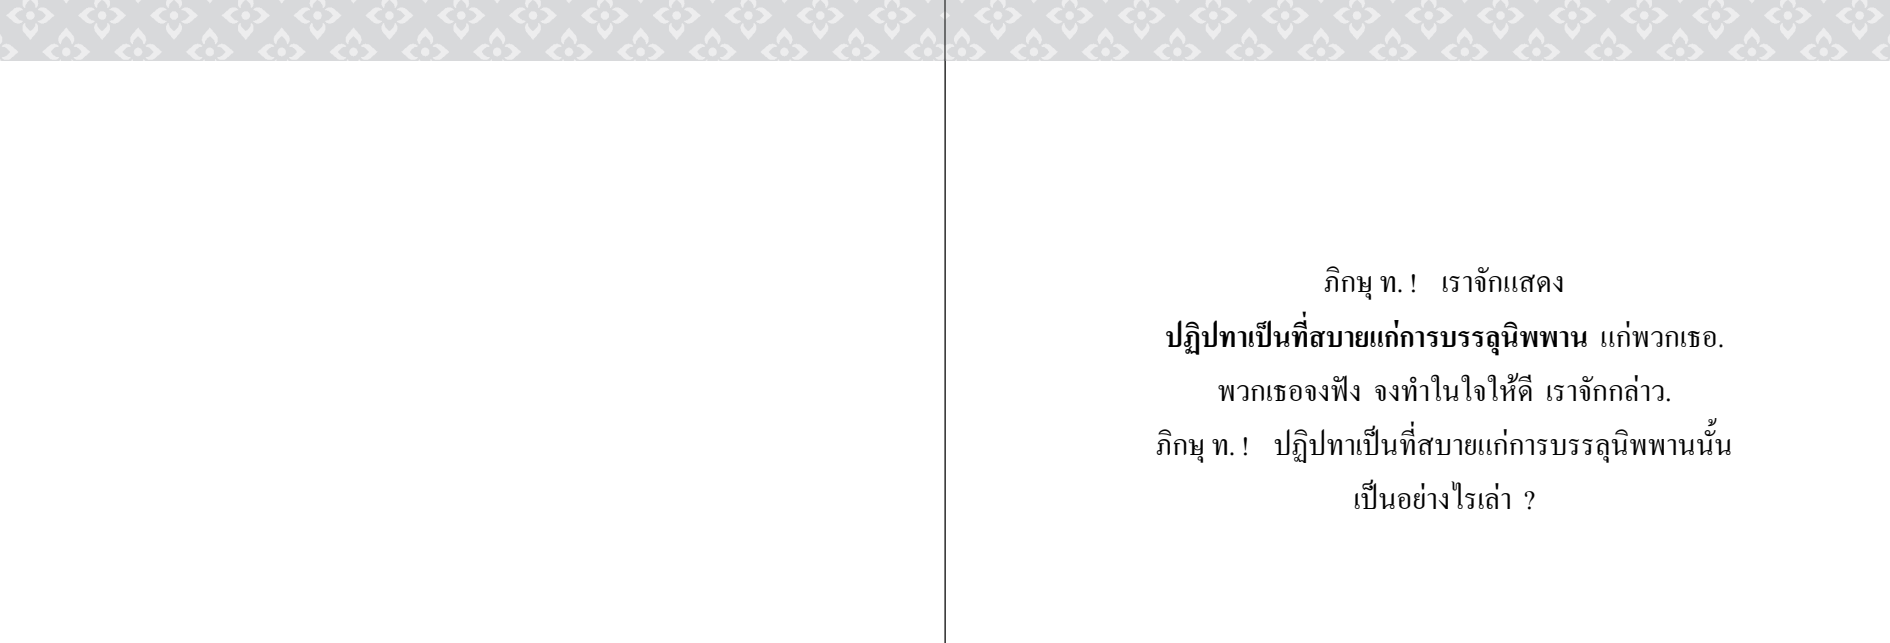 ภิกษุ ท. ! เราจักแสดง
ปฏิปทาเป็นที่สบายแก่การบรรลุนิพพาน แก่พวกเธอ.
พวกเธอจงฟัง จงทำในใจให้ดี เราจักกล่าว.
ภิกษุ ท. ! ปฏิปทาเป็นที่สบายแก่การบรรลุนิพพานนั้น
เป็นอย่างไรเล่า ?